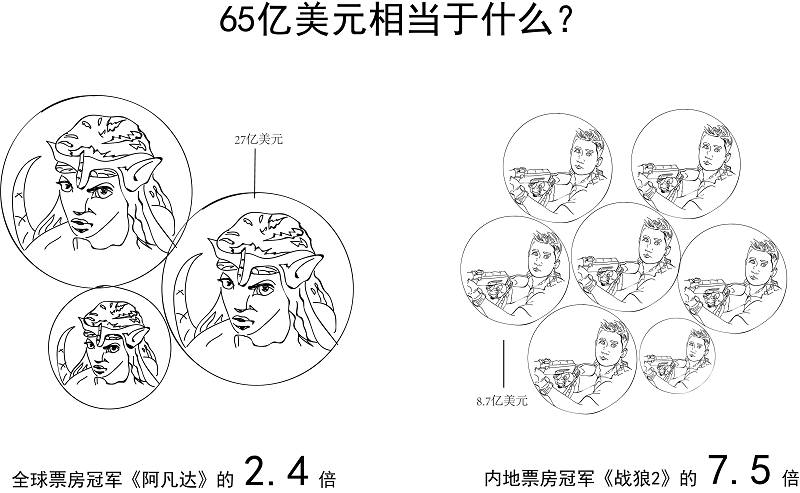 65亿美元相当于什么？
27亿美元
8.7亿美元
全球票房冠军《阿凡达》的 2.4 倍
内地票房冠军《战狼2》的 7.5 倍